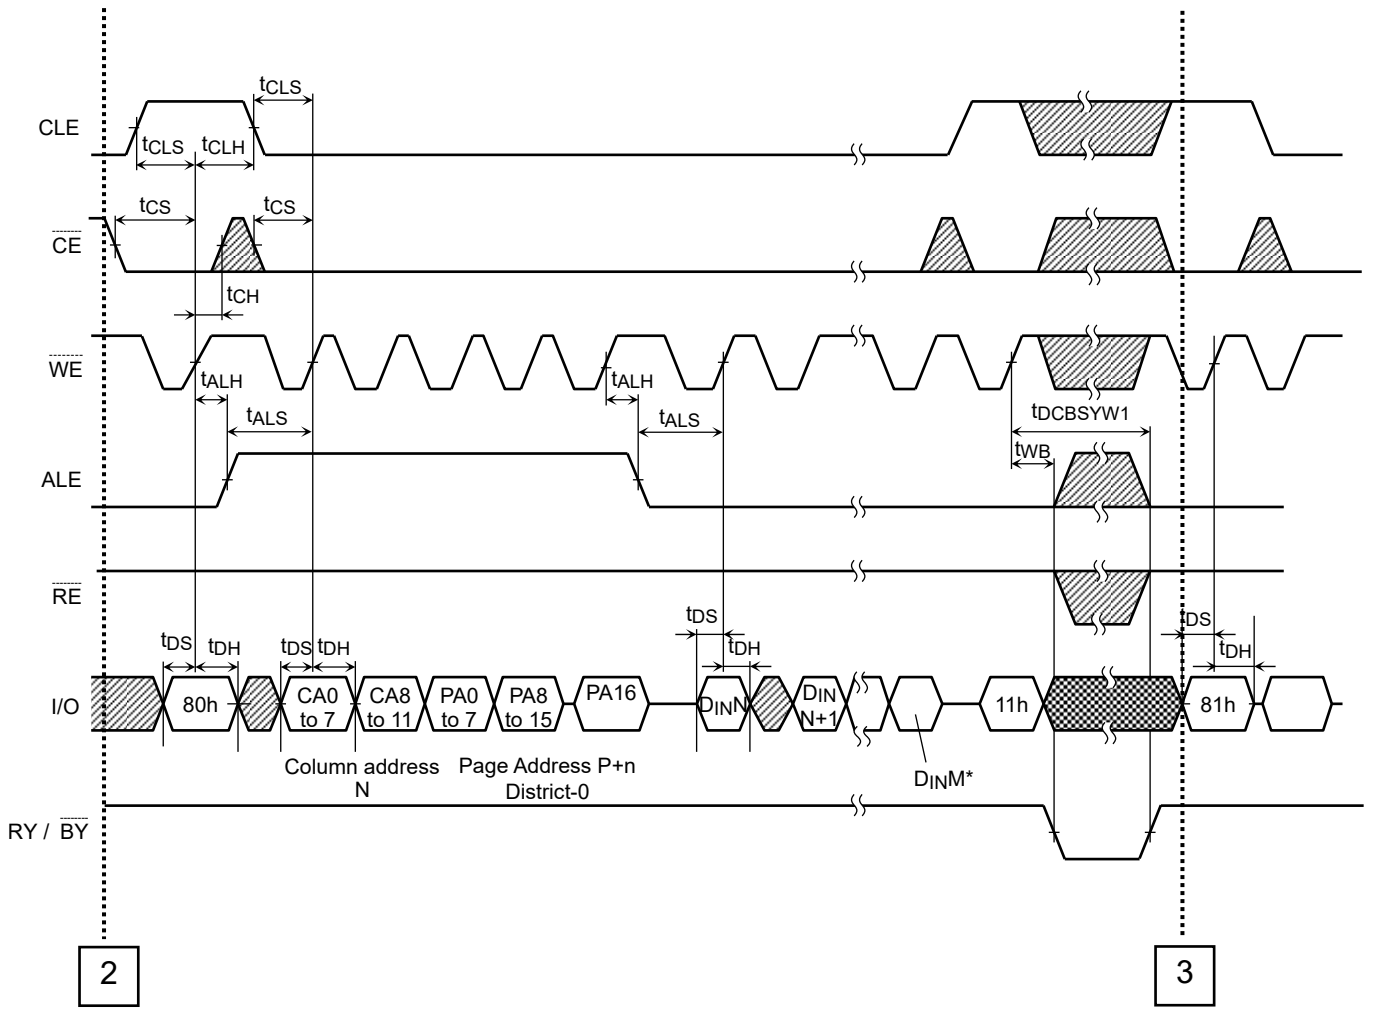 tCLS
CLE
tCLS tCLH
tCS tCS
CE
tCH
WE
tALH tALH
tALS tALS
tDCBSYW1
tWB
ALE
RE
tDS tDH tDS tDH tDS tDH tDS tDH
I/O
80h
CA0 to 7
CA8 to 11
PA0 to 7
PA8 to 15
PA16
DINN
DIN N+1
11h
81h
DINM*
Column address N
Page Address P+n District-0
RY / BY
2
3